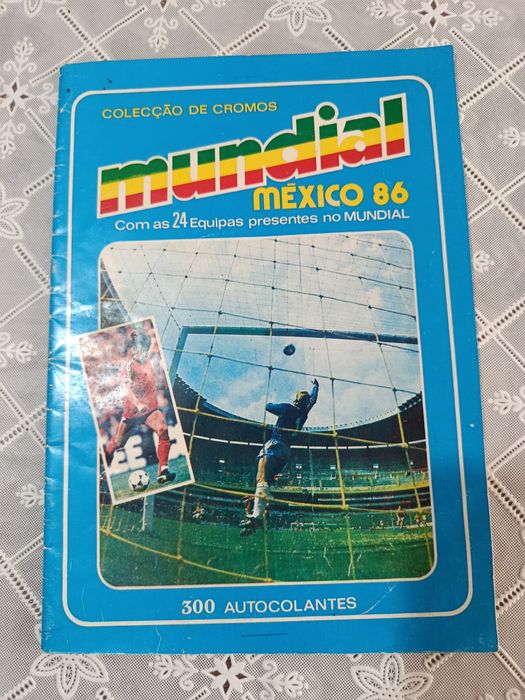 COLECÇÃO DE CROMOS
mundial
MÉXICO 86
Com as 24 Equipas presentes no MUNDIAL
300 AUTOCOLANTES